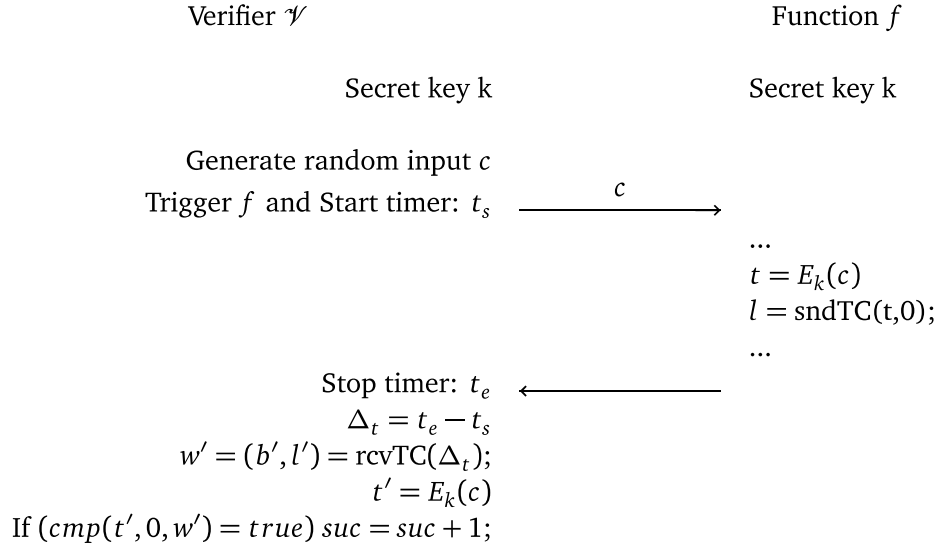 Verifier 𝒱 Function f
Secret key k Secret key k
Generate random input c
Trigger f and Start timer: t_s
c
...
t = E_k(c)
l = sndTC(t,0);
...
Stop timer: t_e
Δ_t = t_e − t_s
w′ = (b′, l′) = rcvTC(Δ_t);
t′ = E_k(c)
If (cmp(t′, 0, w′) = true) suc = suc + 1;